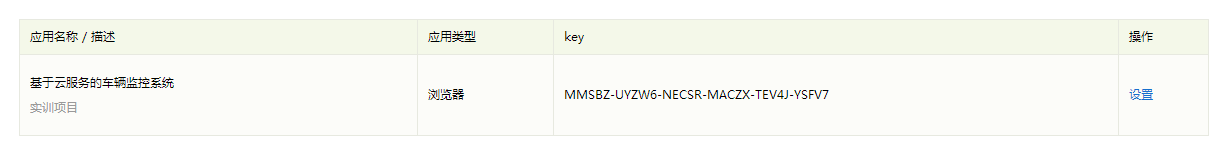 应用名称 / 描述 应用类型 key 操作
基于云服务的车辆监控系统
实训项目
浏览器 MMSBZ-UYZW6-NECSR-MACZX-TEV4J-YSFV7 设置